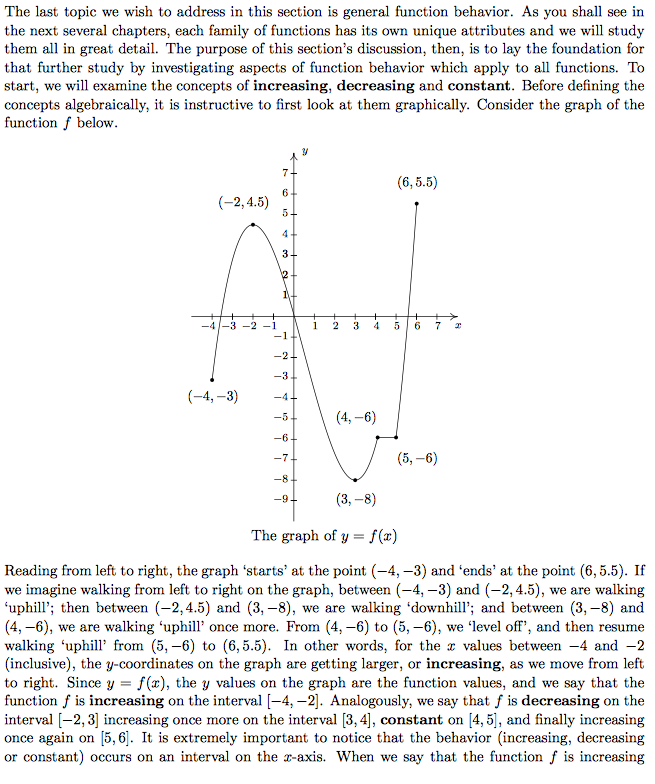 The last topic we wish to address in this section is general function behavior. As you shall see in
the next several chapters, each family of functions has its own unique attributes and we will study
them all in great detail. The purpose of this section's discussion, then, is to lay the foundation for
that further study by investigating aspects of function behavior which apply to all functions. To
start, we will examine the concepts of increasing, decreasing and constant. Before defining the
concepts algebraically, it is instructive to first look at them graphically. Consider the graph of the
function f below.
y
(6, 5.5)
(−2, 4.5)
7
6
5
4
3
2
1
−4 −3 −2 −1 1 2 3 4 5 6 7 x
−1
−2
−3
(−4, −3)
−4
−5
(4, −6)
−6
−7
(5, −6)
−8
−9
(3, −8)
The graph of y = f(x)
Reading from left to right, the graph ‘starts’ at the point (−4, −3) and ‘ends’ at the point (6, 5.5). If
we imagine walking from left to right on the graph, between (−4, −3) and (−2, 4.5), we are walking
‘uphill’; then between (−2, 4.5) and (3, −8), we are walking ‘downhill’; and between (3, −8) and
(4, −6), we are walking ‘uphill’ once more. From (4, −6) to (5, −6), we ‘level off’, and then resume
walking ‘uphill’ from (5, −6) to (6, 5.5). In other words, for the x values between −4 and −2
(inclusive), the y-coordinates on the graph are getting larger, or increasing, as we move from left
to right. Since y = f(x), the y values on the graph are the function values, and we say that the
function f is increasing on the interval [−4, −2]. Analogously, we say that f is decreasing on the
interval [−2, 3] increasing once more on the interval [3, 4], constant on [4, 5], and finally increasing
once again on [5, 6]. It is extremely important to notice that the behavior (increasing, decreasing
or constant) occurs on an interval on the x-axis. When we say that the function f is increasing